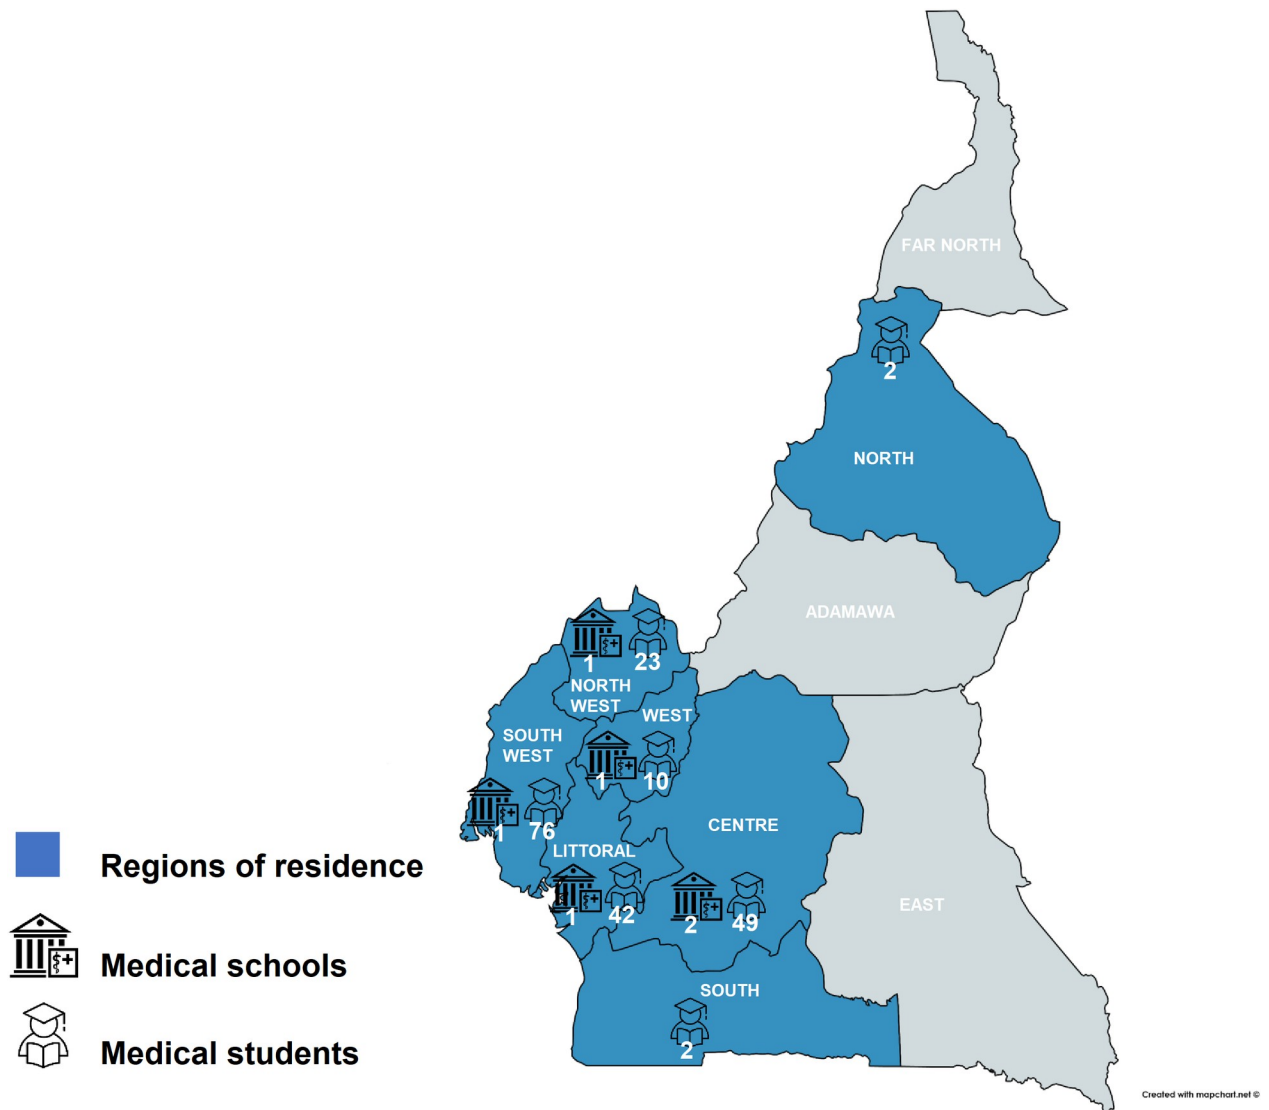 FAR NORTH
2
NORTH
ADAMAWA
1 23
NORTH
WEST
WEST
SOUTH
WEST
1 10
1 76
CENTRE
LITTORAL
1 42
2 49
EAST
SOUTH
2
Regions of residence
Medical schools
Medical students
Created with mapchart.net ©